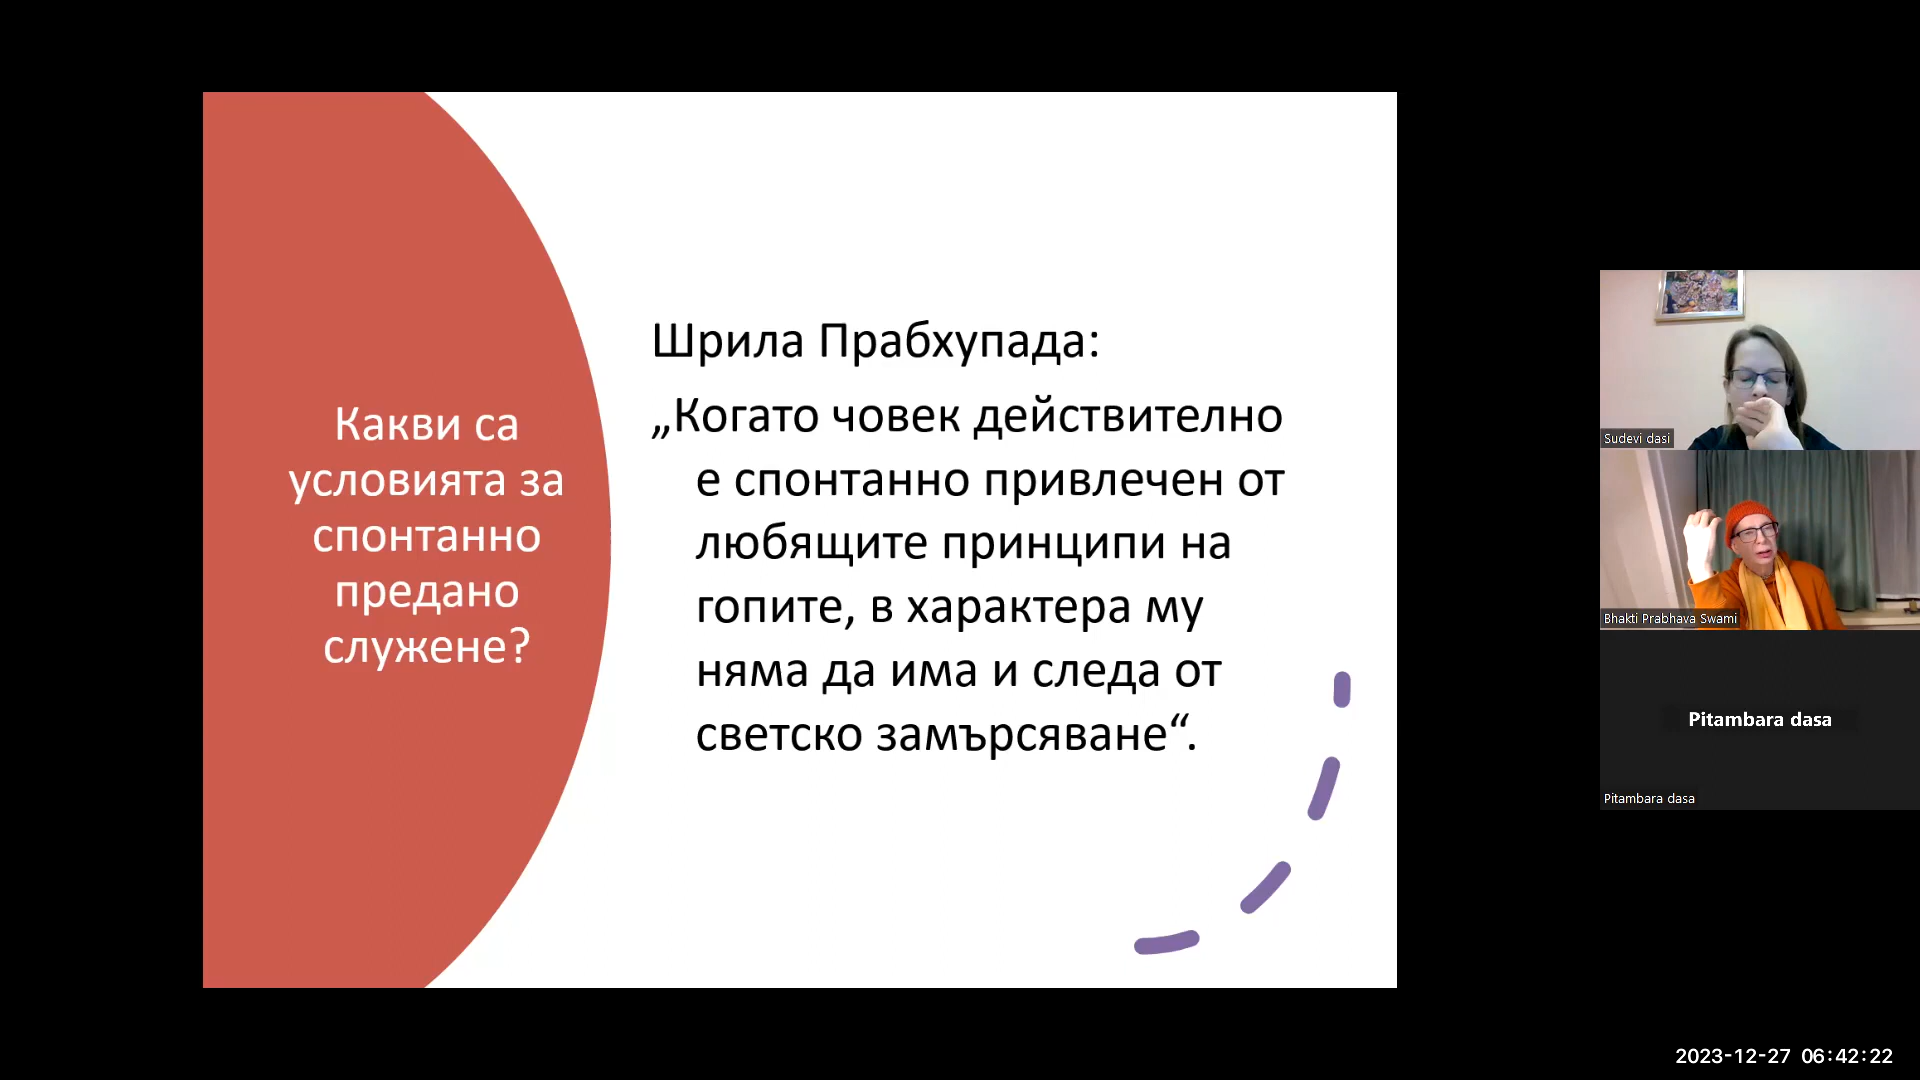 Какви са
условията за
спонтанно
предано
служене?
Шрила Прабхупада:
„Когато човек действително
е спонтанно привлечен от
любящите принципи на
гопите, в характера му
няма да има и следа от
светско замърсяване“.
Sudevi dasi
Bhakti Prabhava Swami
Pitambara dasa
Pitambara dasa
2023-12-27 06:42:22